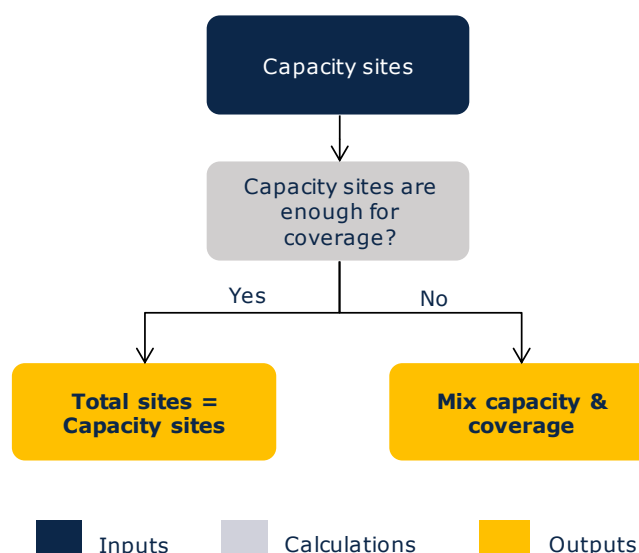 Capacity sites
Capacity sites are
enough for
coverage?
Yes
No
Total sites =
Capacity sites
Mix capacity &
coverage
Inputs
Calculations
Outputs